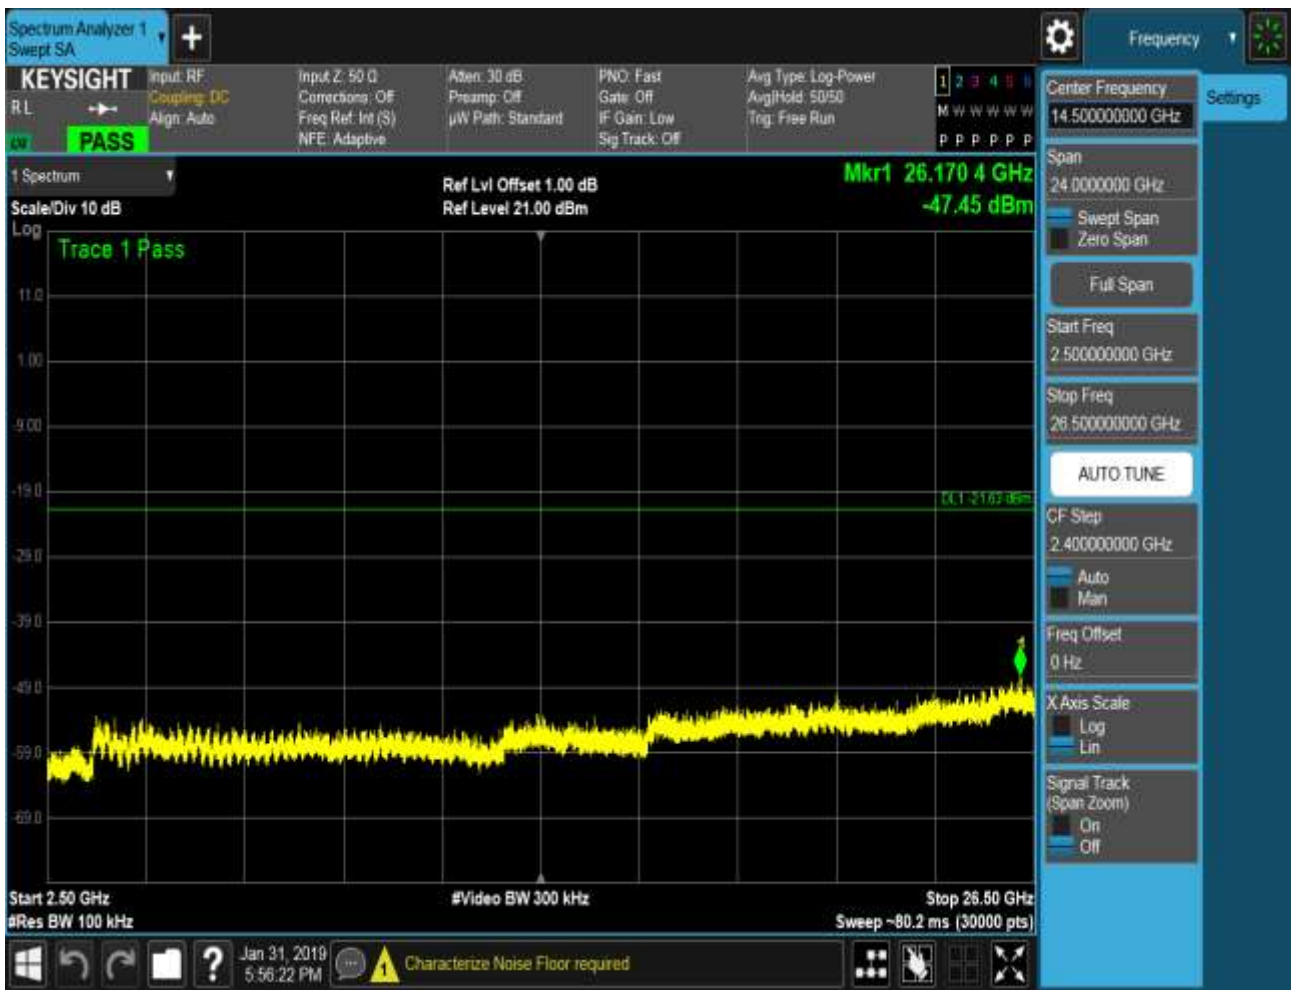 Spectrum Analyzer 1
Swept SA
Frequency
Settings
KEYSIGHT
R L
PASS
Input: RF
Coupling: DC
Align: Auto
Input Z: 50 Ω
Corrections: Off
Freq Ref: Int (S)
NFE: Adaptive
Atten: 30 dB
Preamp: Off
µW Path: Standard
PNO: Fast
Gate: Off
IF Gain: Low
Sig Track: Off
Avg Type: Log-Power
Avg|Hold: 50/50
Trig: Free Run
1 2 3 4 5 6
M W W W W W
P P P P P P
1 Spectrum
Scale/Div 10 dB
Log
Ref Lvl Offset 1.00 dB
Ref Level 21.00 dBm
Mkr1 26.170 4 GHz
-47.45 dBm
Trace 1 Pass
11.0
1.00
-9.00
-19.0
DL1 -21.63 dBm
-29.0
-39.0
-49.0
-59.0
-69.0
1
Start 2.50 GHz
#Res BW 100 kHz
#Video BW 300 kHz
Stop 26.50 GHz
Sweep ~80.2 ms (30000 pts)
Center Frequency
14.500000000 GHz
Span
24.0000000 GHz
Swept Span
Zero Span
Full Span
Start Freq
2.500000000 GHz
Stop Freq
26.500000000 GHz
AUTO TUNE
CF Step
2.400000000 GHz
Auto
Man
Freq Offset
0 Hz
X Axis Scale
Log
Lin
Signal Track
(Span Zoom)
On
Off
?
Jan 31, 2019
5:56:22 PM
1
Characterize Noise Floor required